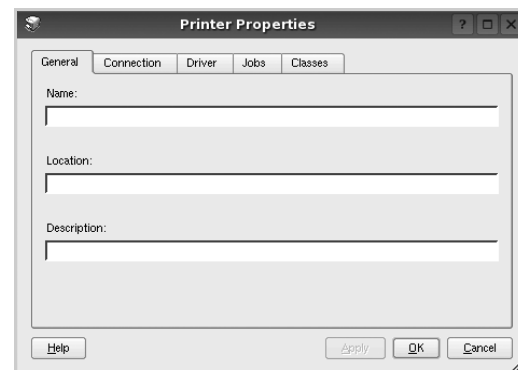 Printer Properties
General Connection Driver Jobs Classes
Name:
Location:
Description:
Help Apply OK Cancel